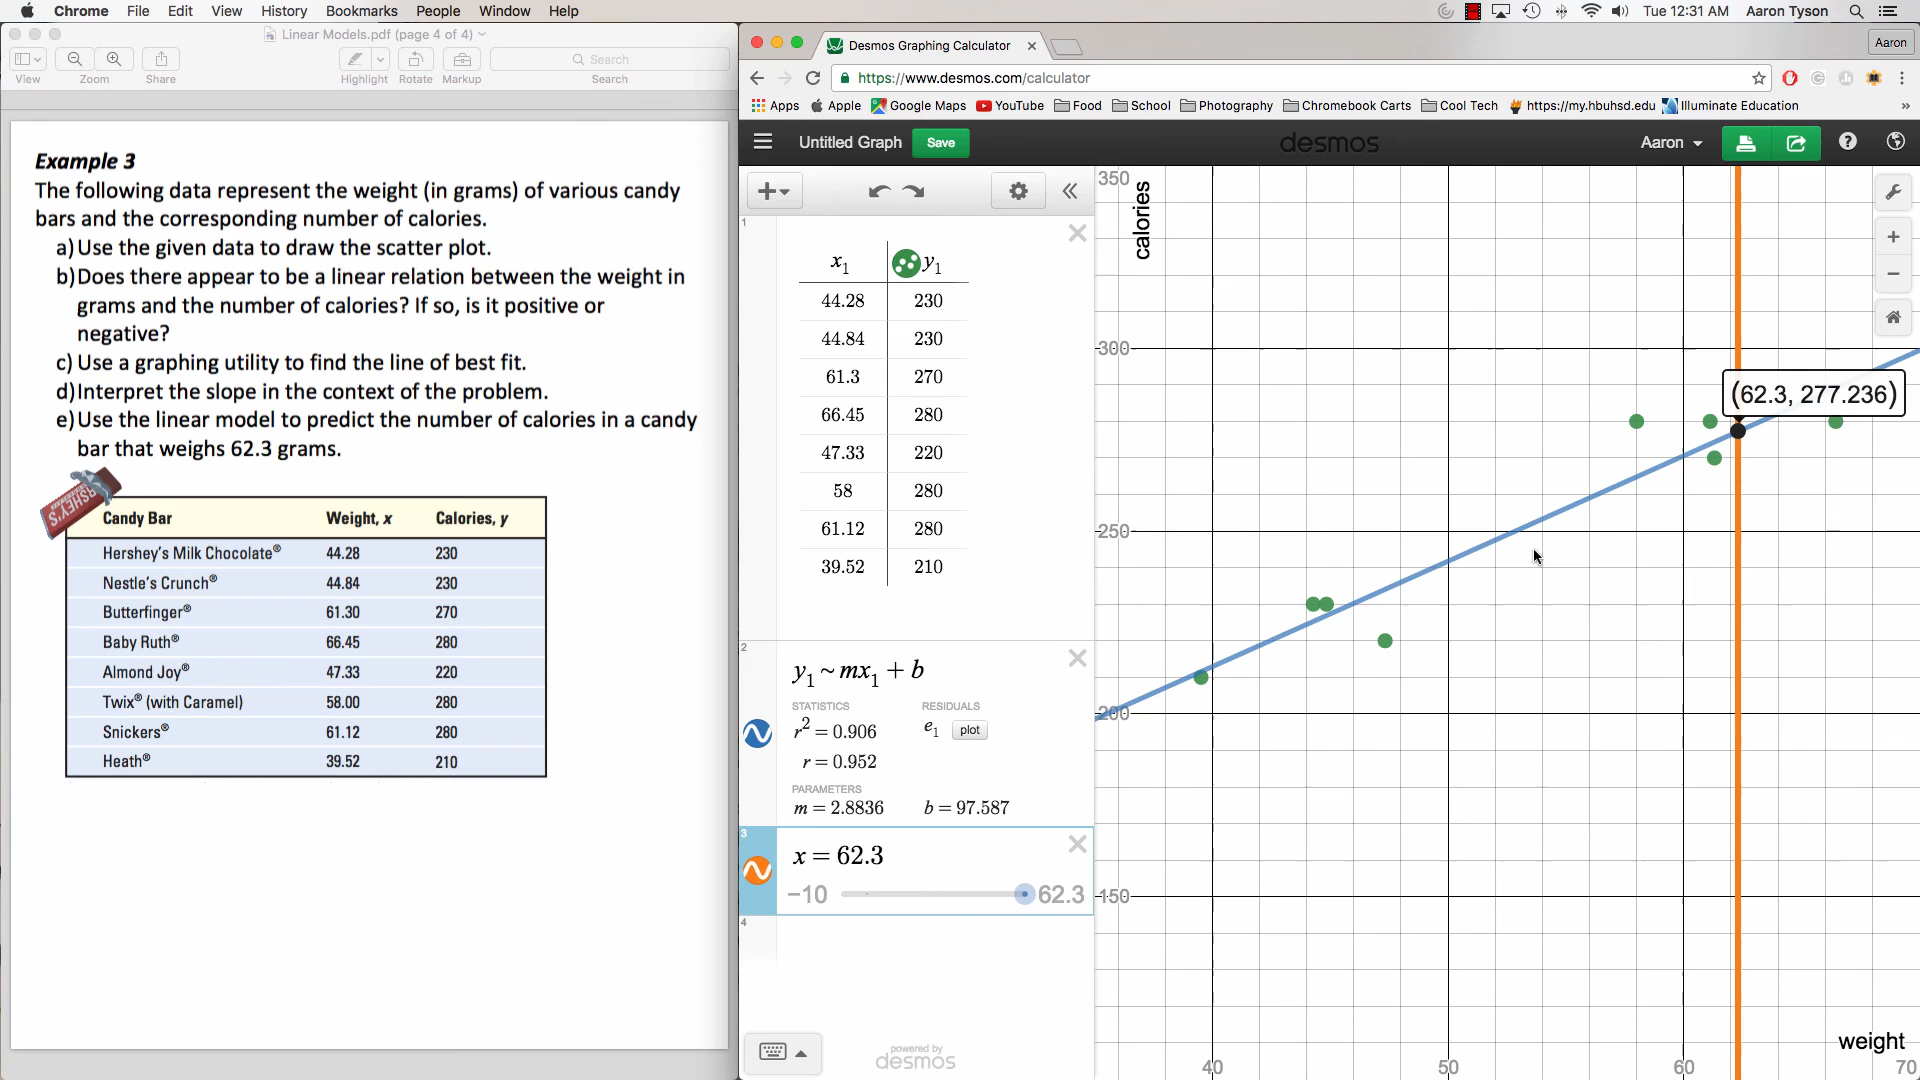 Chrome File Edit View History Bookmarks People Window Help
Tue 12:31 AM Aaron Tyson
Linear Models.pdf (page 4 of 4)
Search
View Zoom Share Highlight Rotate Markup Search
Example 3
The following data represent the weight (in grams) of various candy
bars and the corresponding number of calories.
a) Use the given data to draw the scatter plot.
b) Does there appear to be a linear relation between the weight in
grams and the number of calories? If so, is it positive or
negative?
c) Use a graphing utility to find the line of best fit.
d) Interpret the slope in the context of the problem.
e) Use the linear model to predict the number of calories in a candy
bar that weighs 62.3 grams.
Candy Bar Weight, x Calories, y
Hershey's Milk Chocolate® 44.28 230
Nestle's Crunch® 44.84 230
Butterfinger® 61.30 270
Baby Ruth® 66.45 280
Almond Joy® 47.33 220
Twix® (with Caramel) 58.00 280
Snickers® 61.12 280
Heath® 39.52 210
Desmos Graphing Calculator
Aaron
https://www.desmos.com/calculator
Apps Apple Google Maps YouTube Food School Photography Chromebook Carts Cool Tech https://my.hbuhsd.edu Illuminate Education »
Untitled Graph Save desmos Aaron ?
1
x₁ y₁
44.28 230
44.84 230
61.3 270
66.45 280
47.33 220
58 280
61.12 280
39.52 210
2
y₁ ~ mx₁ + b
STATISTICS RESIDUALS
r² = 0.906 e₁ plot
r = 0.952
PARAMETERS
m = 2.8836 b = 97.587
3
x = 62.3
−10 62.3
4
powered by
desmos
350
calories
300
(62.3, 277.236)
250
200
150
weight
40 50 60 70